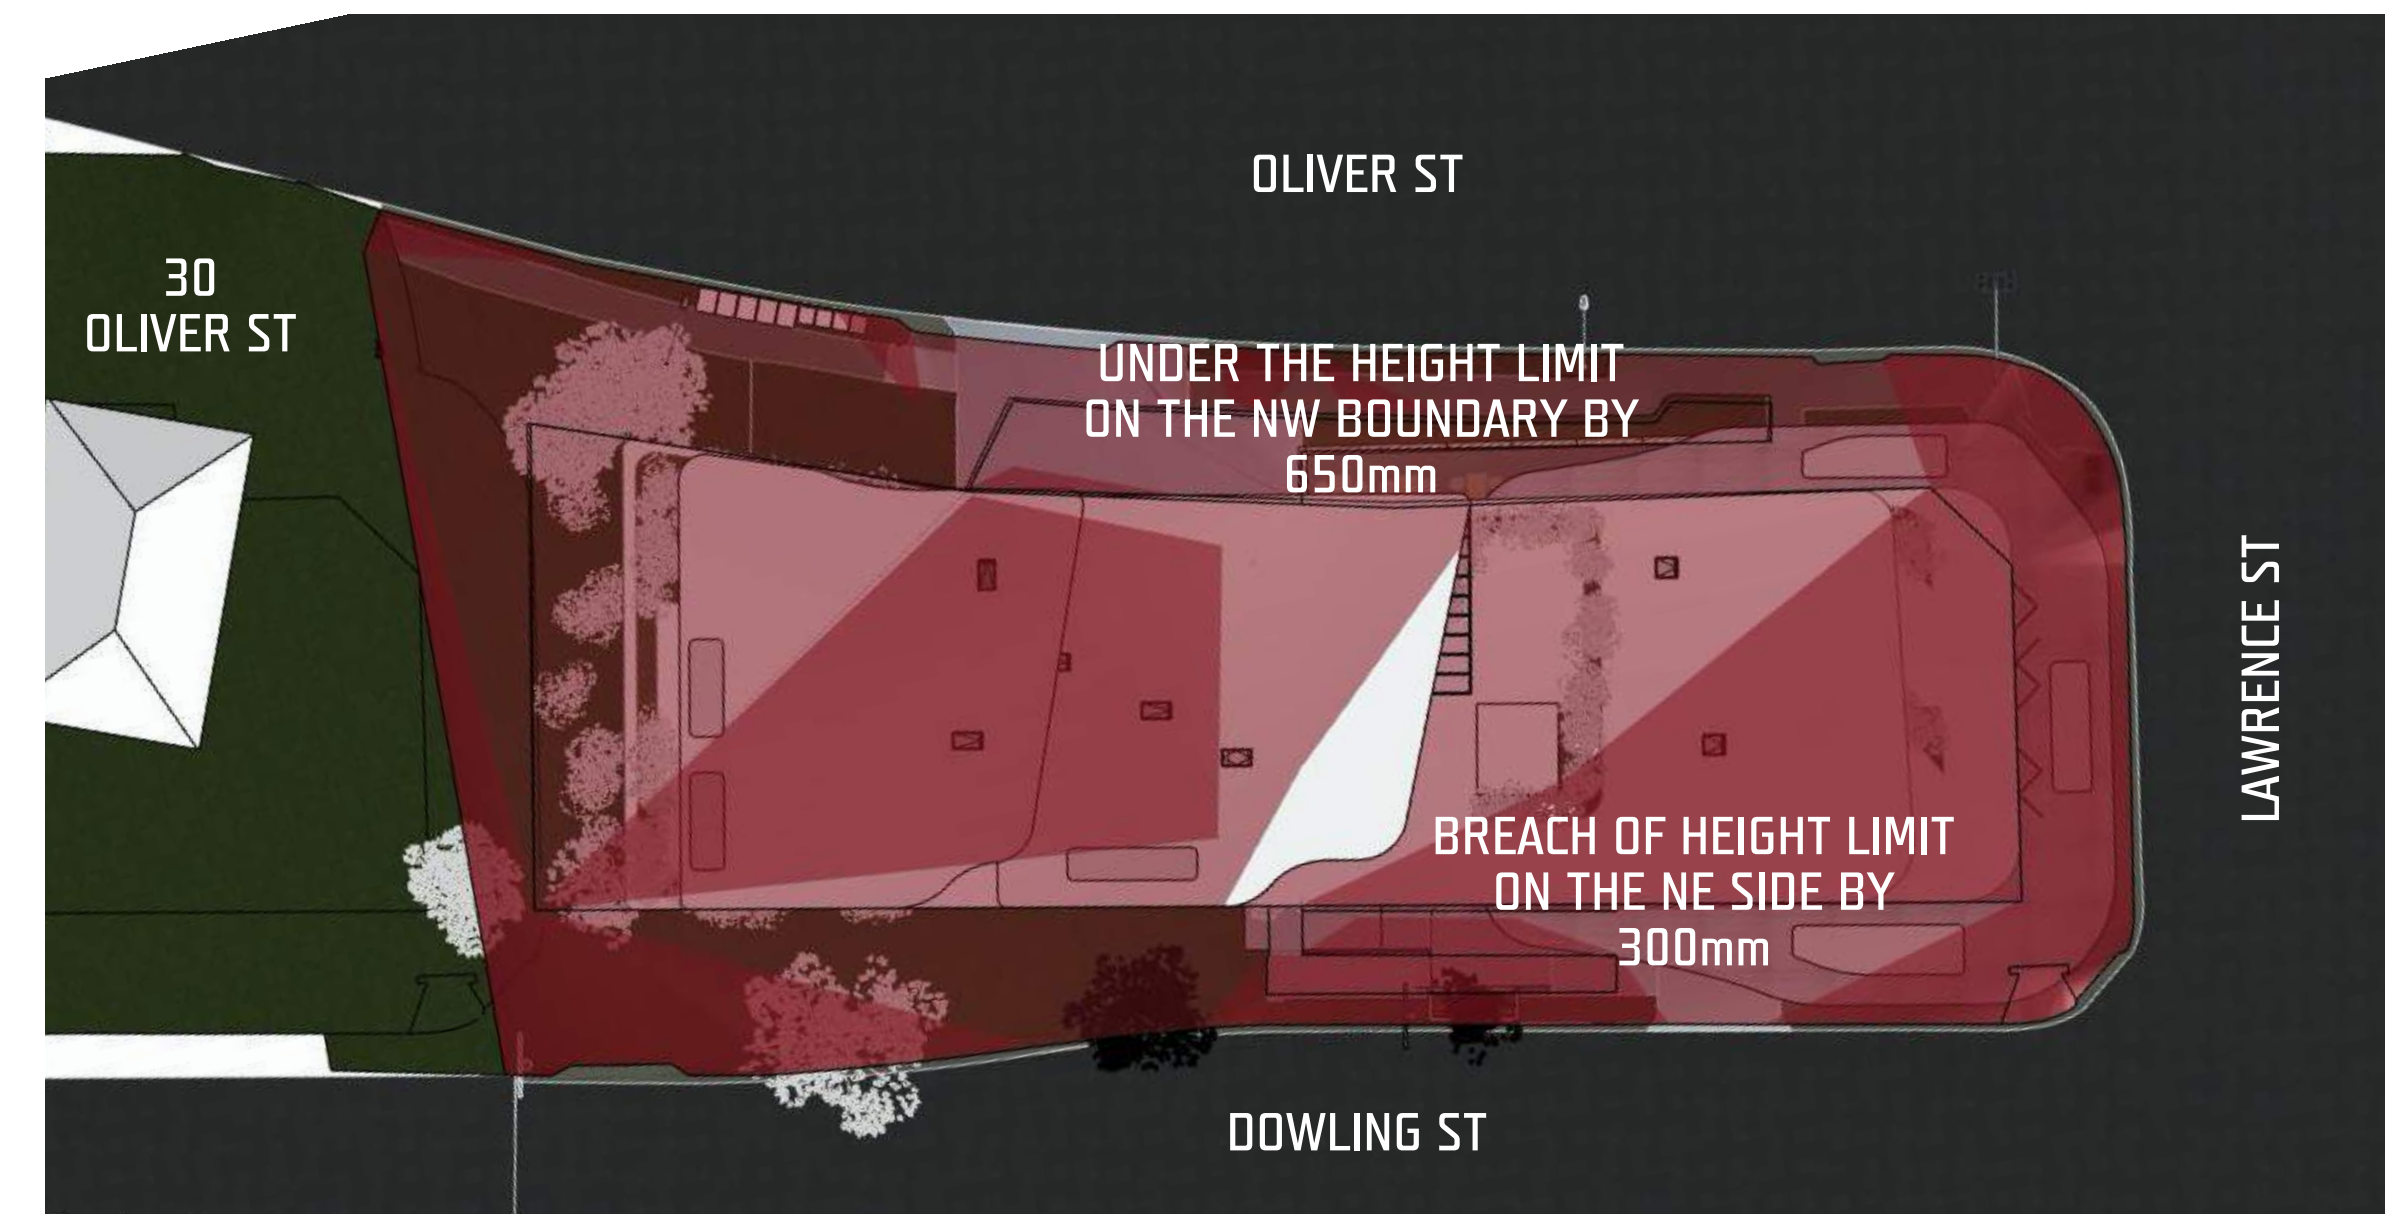 OLIVER ST
30
OLIVER ST
UNDER THE HEIGHT LIMIT
ON THE NW BOUNDARY BY
650mm
LAWRENCE ST
BREACH OF HEIGHT LIMIT
ON THE NE SIDE BY
300mm
DOWLING ST